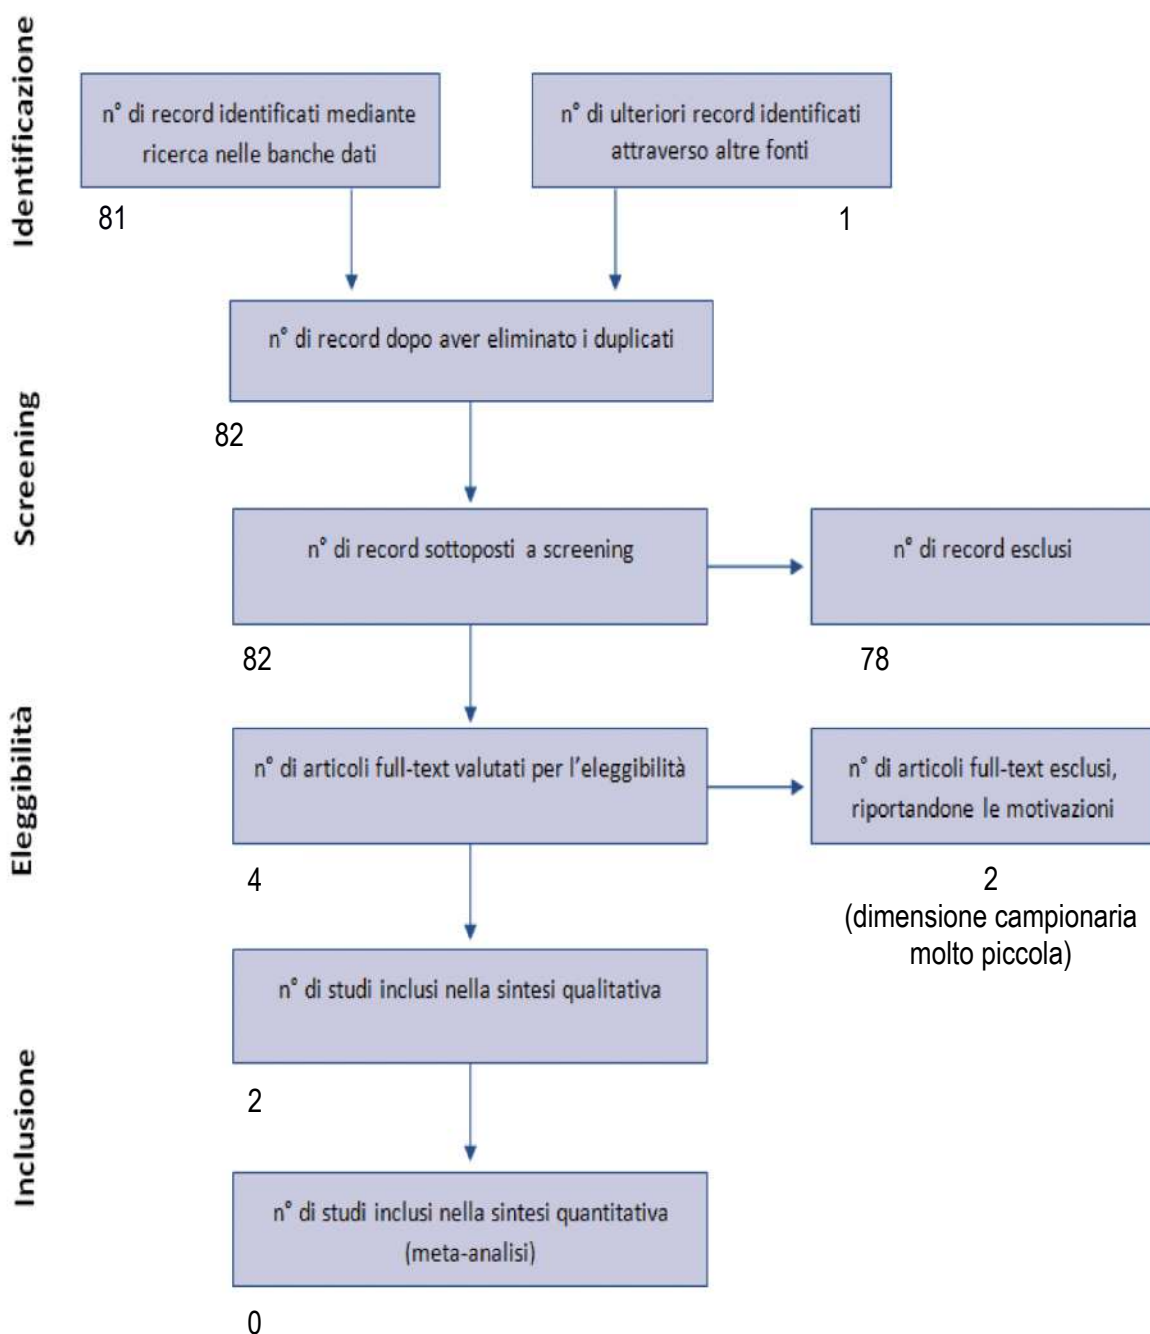 Identificazione
n° di record identificati mediante
ricerca nelle banche dati
81
n° di ulteriori record identificati
attraverso altre fonti
1
Screening
n° di record dopo aver eliminato i duplicati
82
n° di record sottoposti a screening
82
n° di record esclusi
78
Eleggibilità
n° di articoli full-text valutati per l'eleggibilità
4
n° di articoli full-text esclusi,
riportandone le motivazioni
2
(dimensione campionaria
molto piccola)
Inclusione
n° di studi inclusi nella sintesi qualitativa
2
n° di studi inclusi nella sintesi quantitativa
(meta-analisi)
0